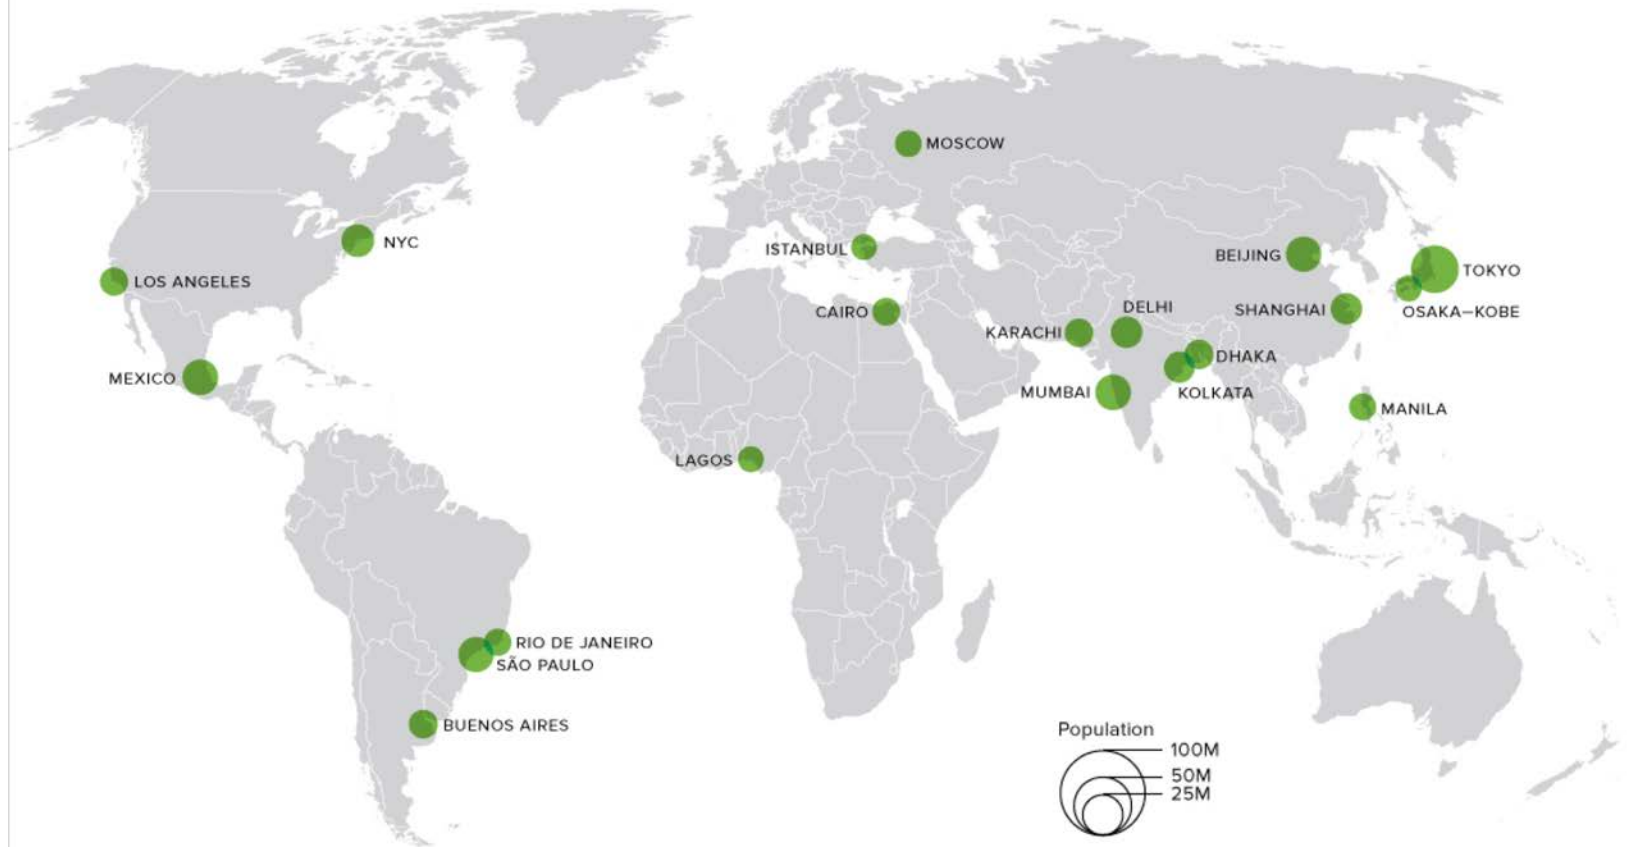 MOSCOW
NYC
ISTANBUL
BEIJING
TOKYO
LOS ANGELES
CAIRO
DELHI
SHANGHAI
OSAKA–KOBE
KARACHI
DHAKA
MEXICO
MUMBAI
KOLKATA
MANILA
LAGOS
RIO DE JANEIRO
SÃO PAULO
BUENOS AIRES
Population
100M
50M
25M